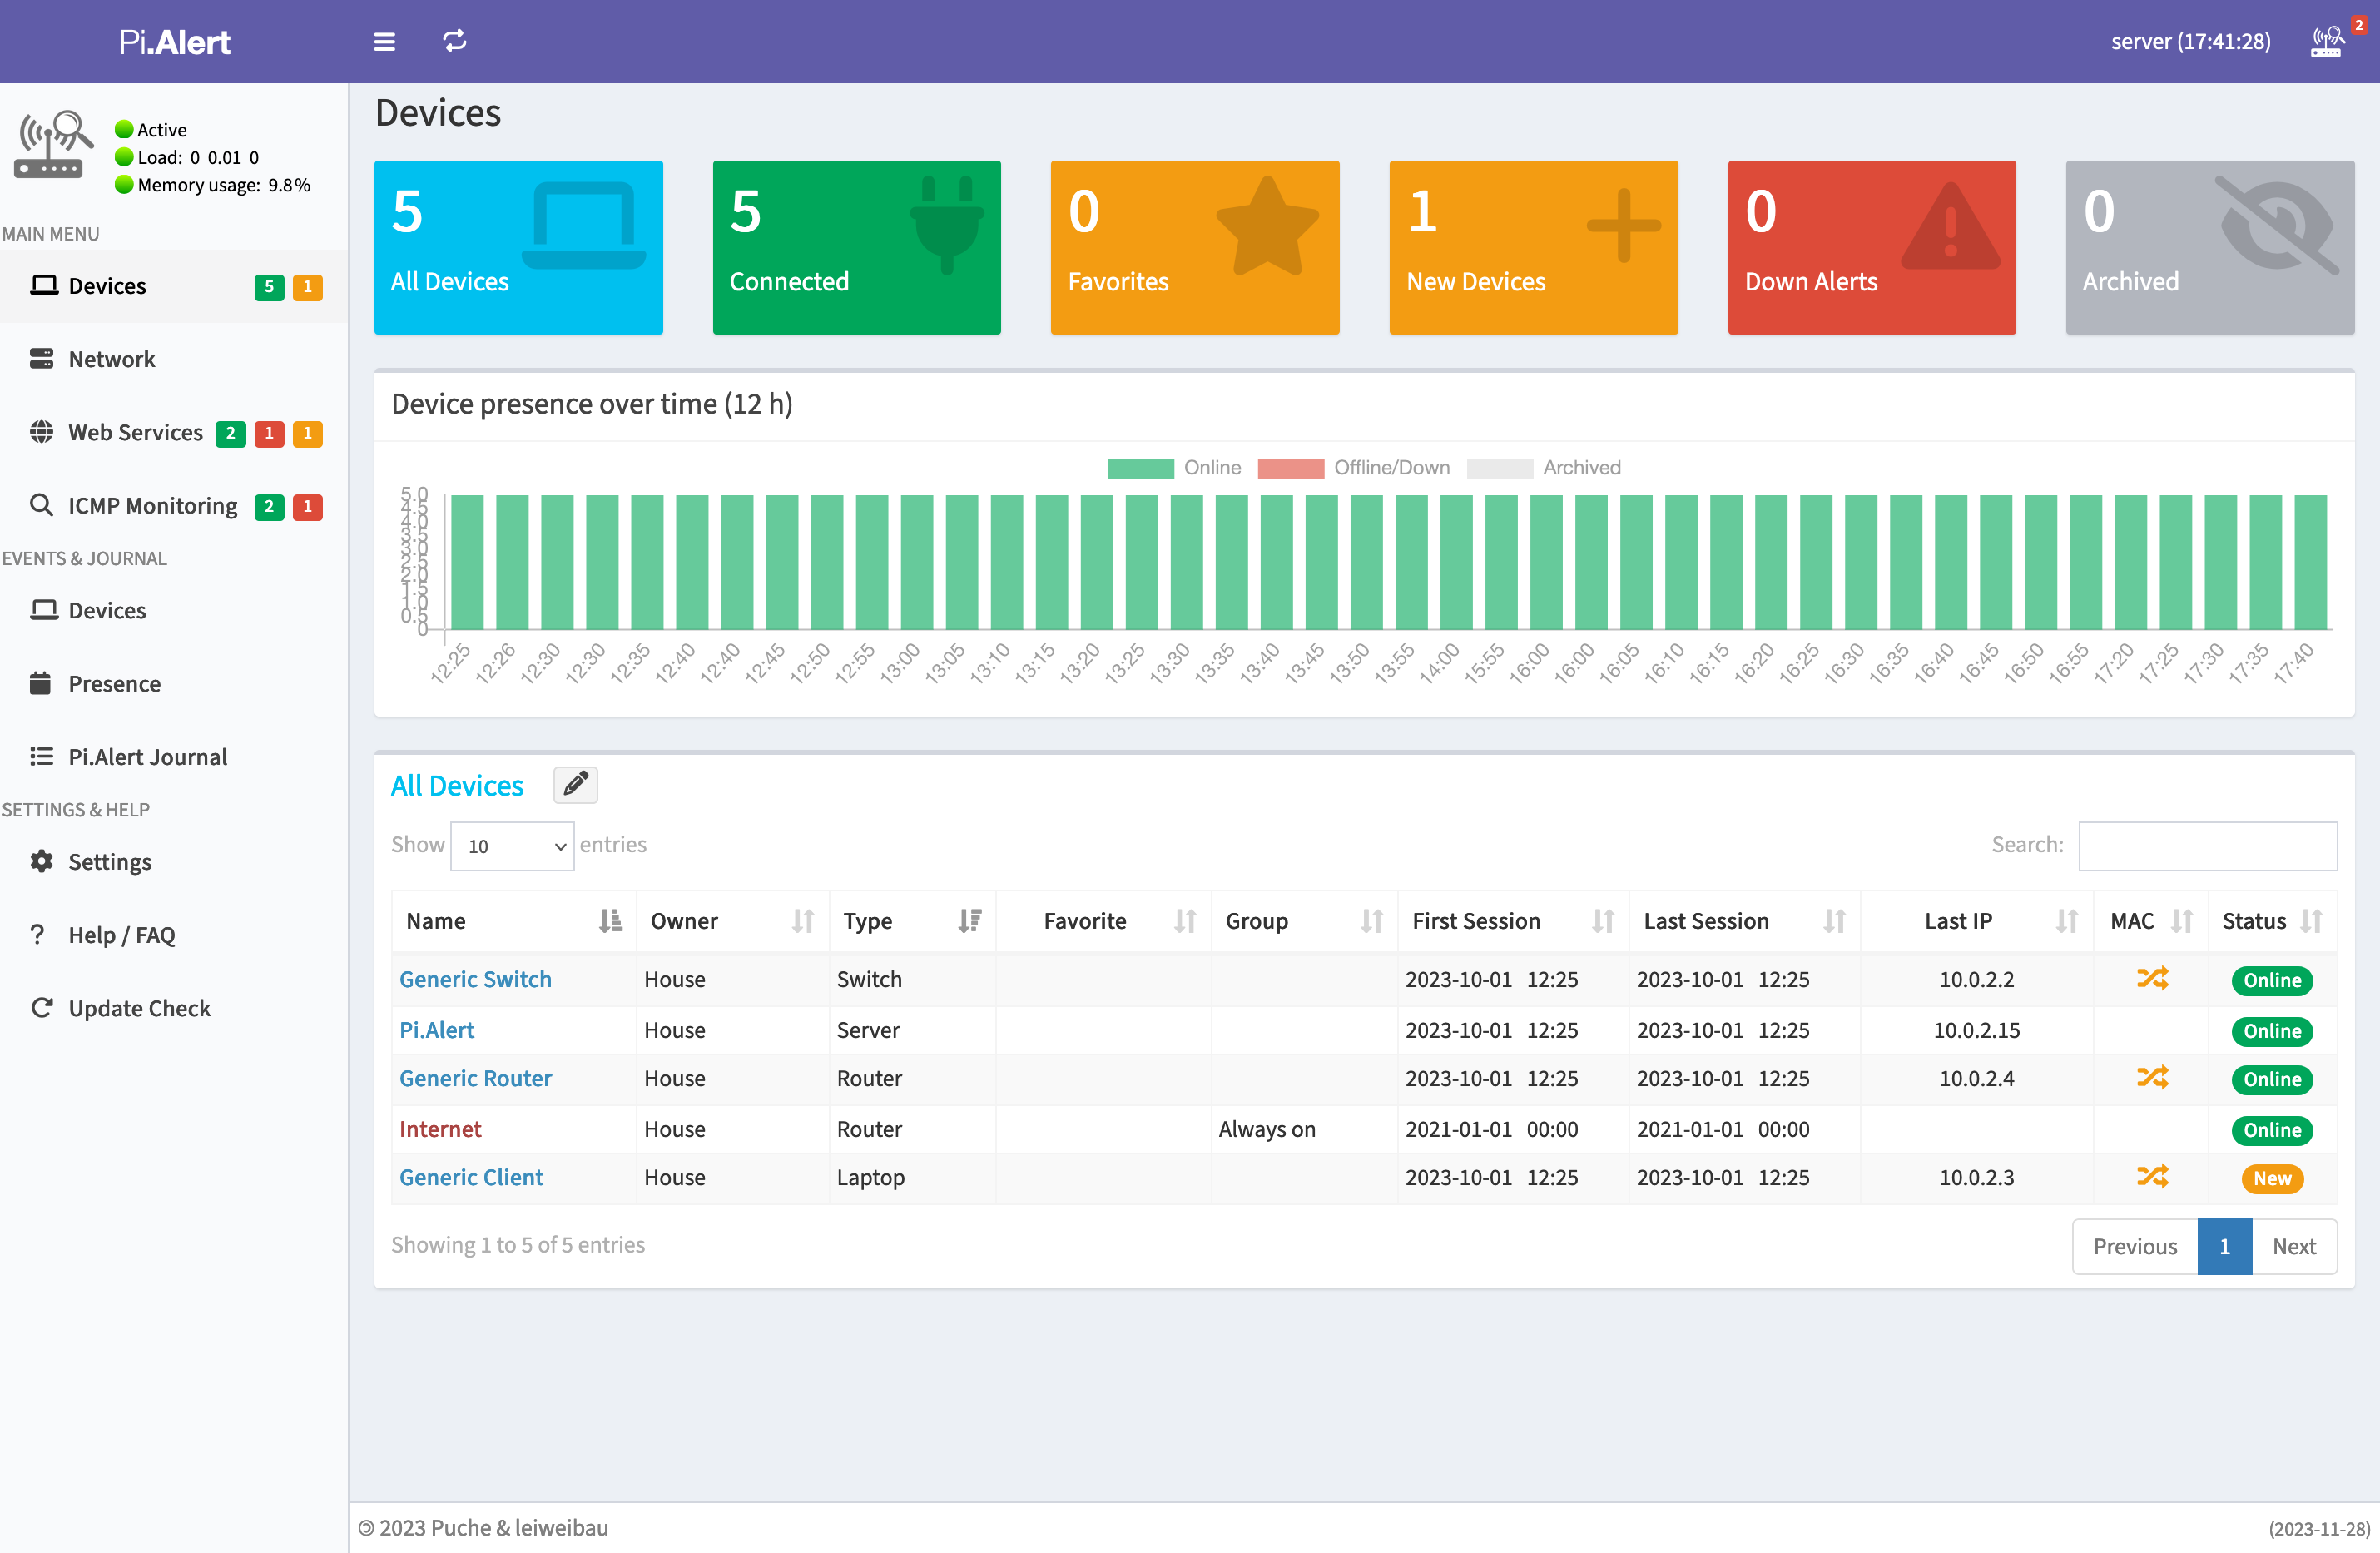 Pi.Alert
server (17:41:28)
2
Active
Load: 0 0.01 0
Memory usage: 9.8%
MAIN MENU
Devices 5 1
Network
Web Services 2 1 1
ICMP Monitoring 2 1
EVENTS & JOURNAL
Devices
Presence
Pi.Alert Journal
SETTINGS & HELP
Settings
Help / FAQ
Update Check
Devices
5
All Devices
5
Connected
0
Favorites
1
New Devices
0
Down Alerts
0
Archived
Device presence over time (12 h)
Online Offline/Down Archived
5.0
4.5
4.0
3.5
3.0
2.5
2.0
1.5
1.0
0.5
0
12:25 12:26 12:30 12:30 12:35 12:40 12:40 12:45 12:50 12:55 13:00 13:05 13:10 13:15 13:20 13:25 13:30 13:35 13:40 13:45 13:50 13:55 14:00 15:55 16:00 16:00 16:05 16:10 16:15 16:20 16:25 16:30 16:35 16:40 16:45 16:50 16:55 17:20 17:25 17:30 17:35 17:40
All Devices
Show 10 entries
Search:
Name Owner Type Favorite Group First Session Last Session Last IP MAC Status
Generic Switch House Switch 2023-10-01 12:25 2023-10-01 12:25 10.0.2.2 Online
Pi.Alert House Server 2023-10-01 12:25 2023-10-01 12:25 10.0.2.15 Online
Generic Router House Router 2023-10-01 12:25 2023-10-01 12:25 10.0.2.4 Online
Internet House Router Always on 2021-01-01 00:00 2021-01-01 00:00 Online
Generic Client House Laptop 2023-10-01 12:25 2023-10-01 12:25 10.0.2.3 New
Showing 1 to 5 of 5 entries
Previous 1 Next
🄯 2023 Puche & leiweibau
(2023-11-28)